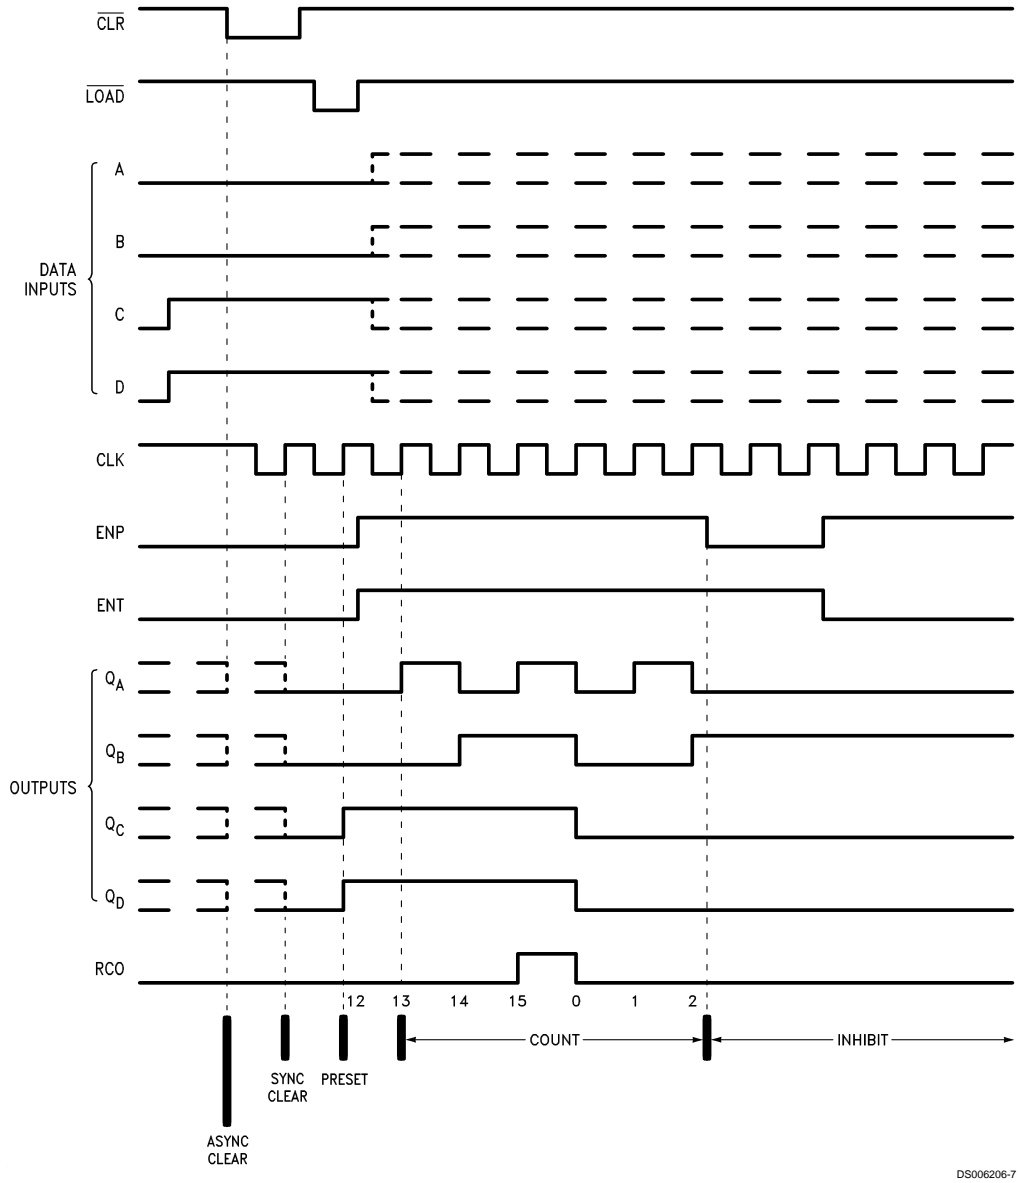 CLR
LOAD
A
B
DATA
INPUTS
C
D
CLK
ENP
ENT
QA
QB
OUTPUTS
QC
QD
RCO
12 13 14 15 0 1 2
COUNT INHIBIT
SYNC
CLEAR
PRESET
ASYNC
CLEAR
DS006206-7